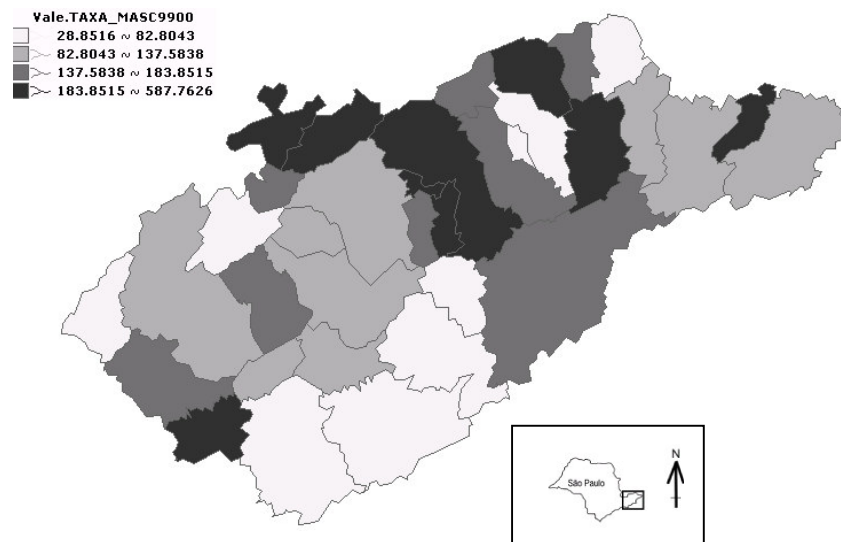 Vale.TAXA_MASC9900
28.8516 ~ 82.8043
82.8043 ~ 137.5838
137.5838 ~ 183.8515
183.8515 ~ 587.7626
N
São Paulo